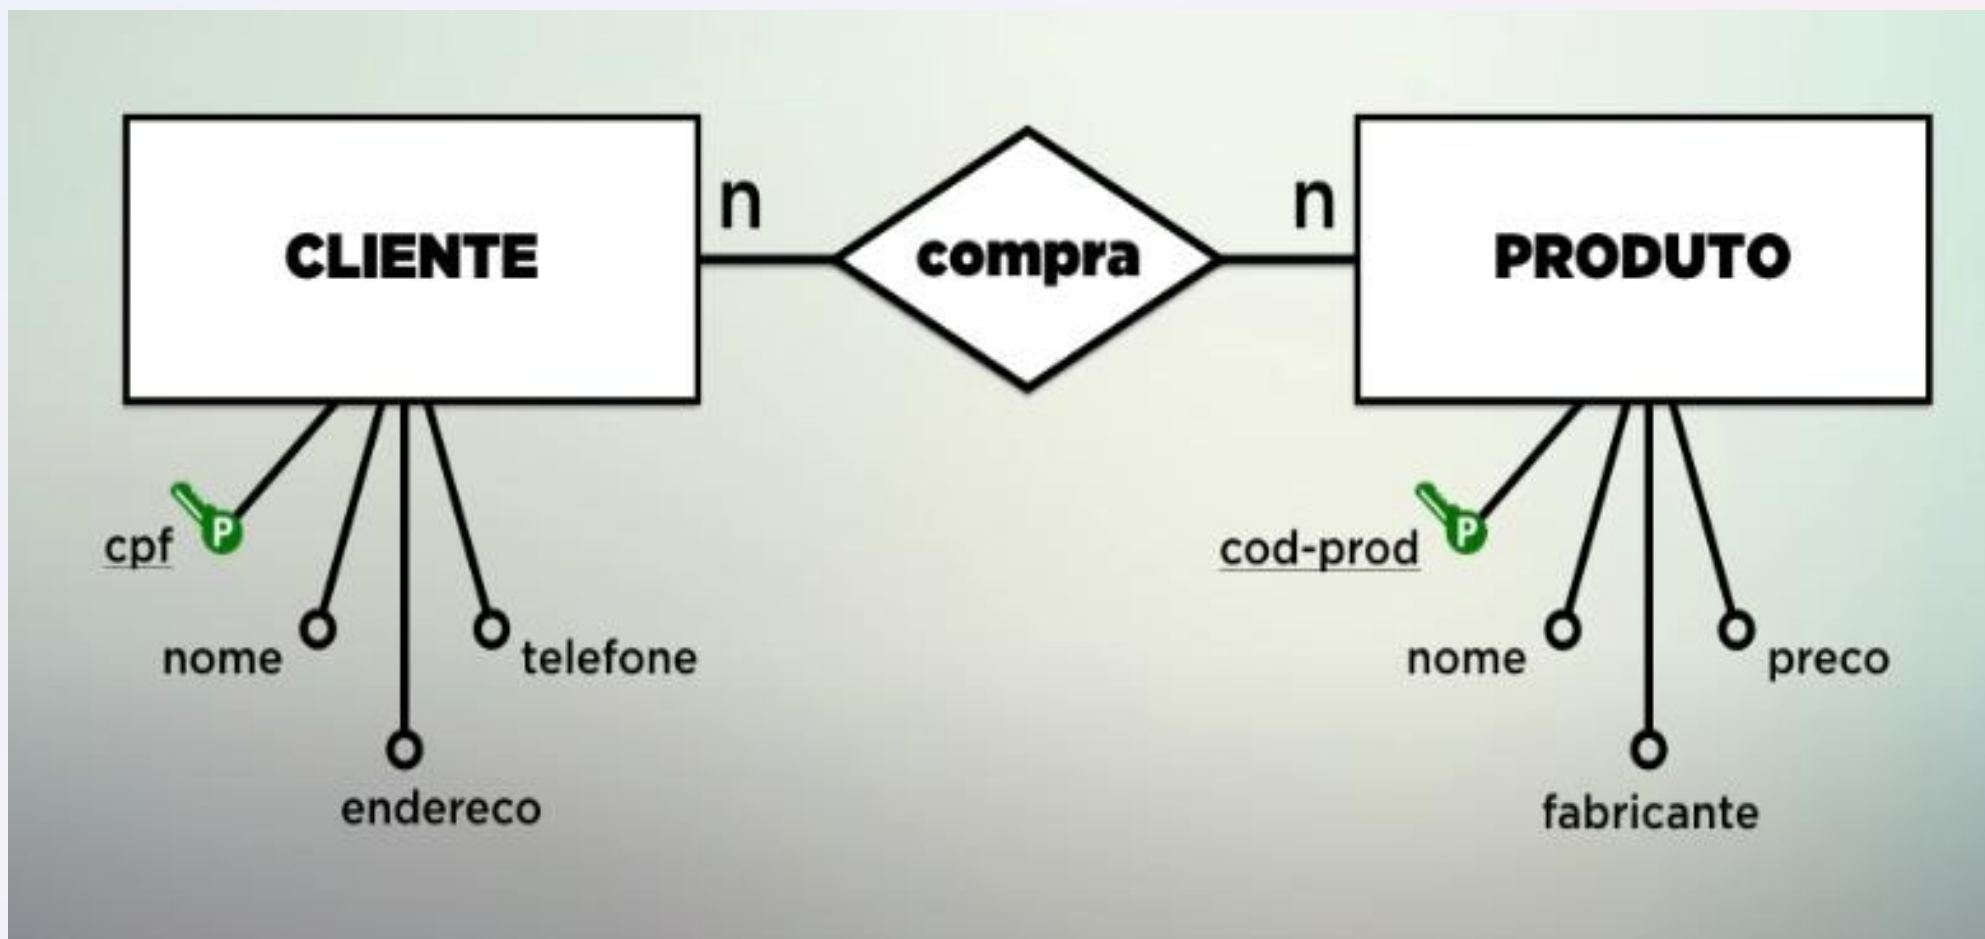 CLIENTE
n
compra
n
PRODUTO
P
cpf
nome
endereco
telefone
P
cod-prod
nome
fabricante
preco